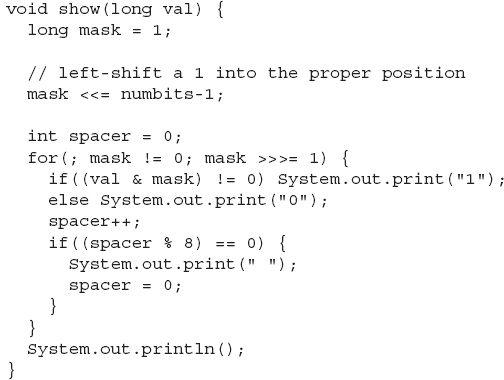 void show(long val) {
  long mask = 1;

  // left-shift a 1 into the proper position
  mask <<= numbits-1;

  int spacer = 0;
  for(; mask != 0; mask >>>= 1) {
    if((val & mask) != 0) System.out.print("1");
    else System.out.print("0");
    spacer++;
    if((spacer % 8) == 0) {
      System.out.print(" ");
      spacer = 0;
    }
  }
  System.out.println();
}